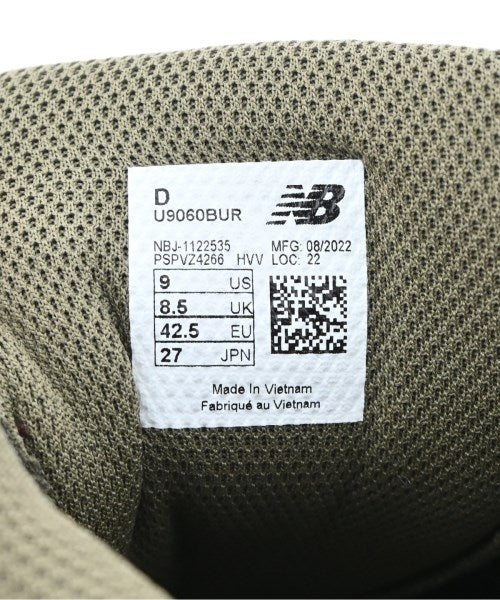 D
U9060BUR
NB
NBJ-1122535 MFG: 08/2022
PSPVZ4266 HVV LOC: 22
9 US
8.5 UK
42.5 EU
27 JPN
Made In Vietnam
Fabriqué au Vietnam